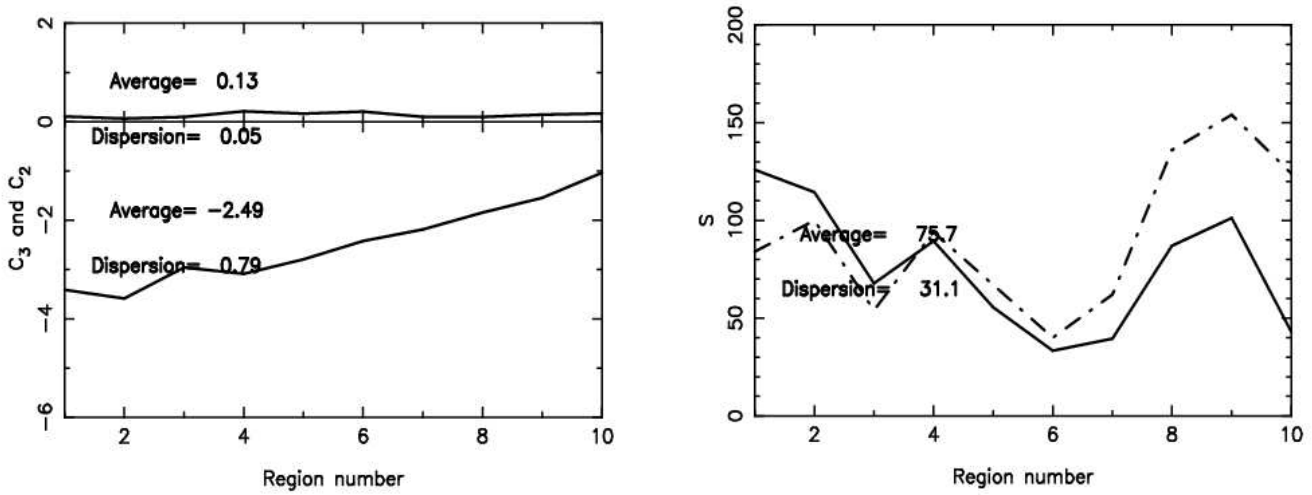 2
Average= 0.13
0
Dispersion= 0.05
Average= -2.49
-2
Dispersion= 0.79
-4
-6
C3 and C2
2
4
6
8
10
Region number
200
150
100
Average= 75.7
Dispersion= 31.1
50
0
S
2
4
6
8
10
Region number